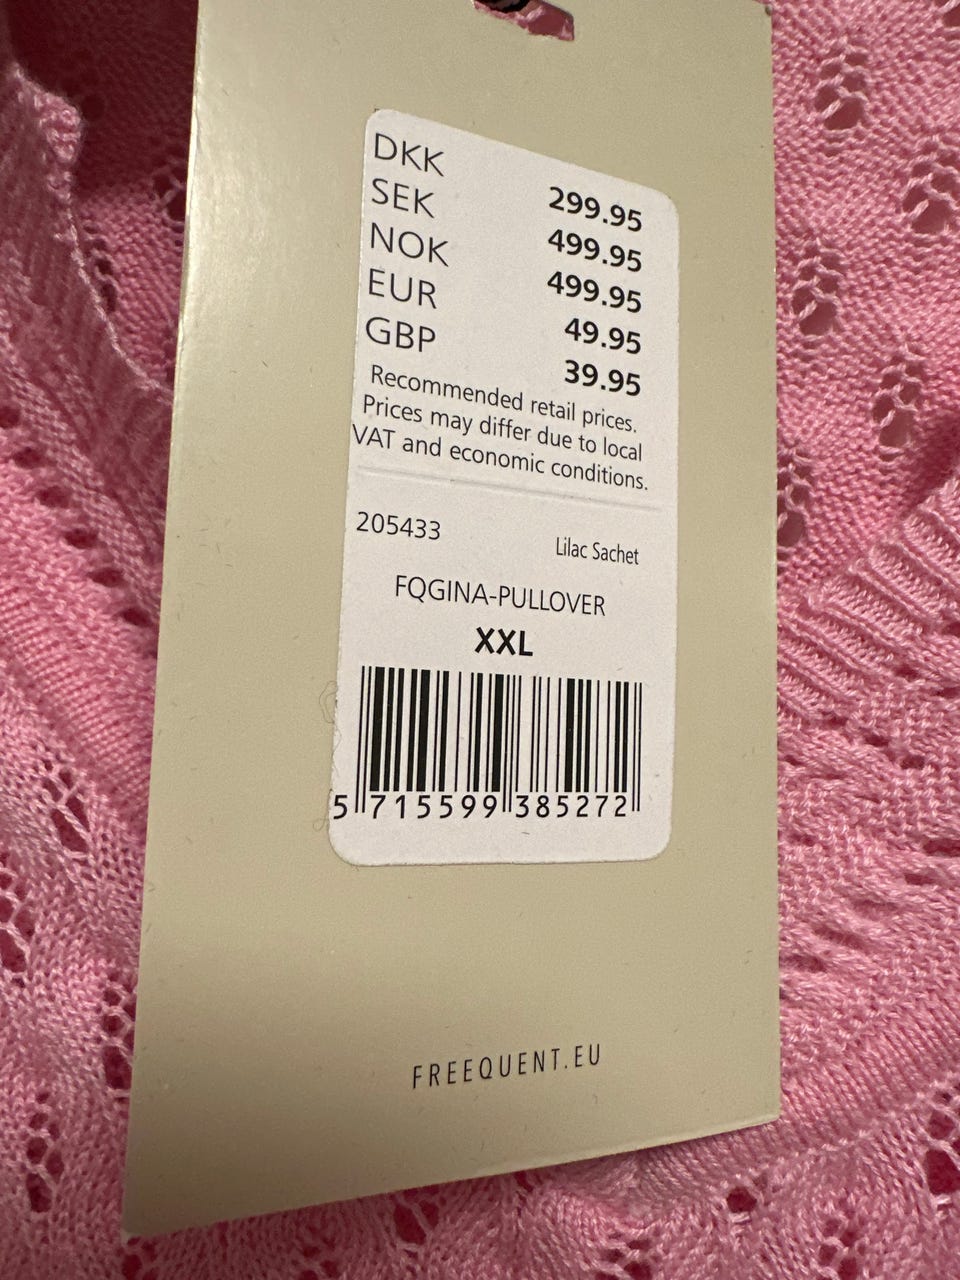 DKK 299.95
SEK 499.95
NOK 499.95
EUR 49.95
GBP 39.95
Recommended retail prices.
Prices may differ due to local
VAT and economic conditions.
205433 Lilac Sachet
FQGINA-PULLOVER
XXL
5 715599 385272
FREEQUENT.EU